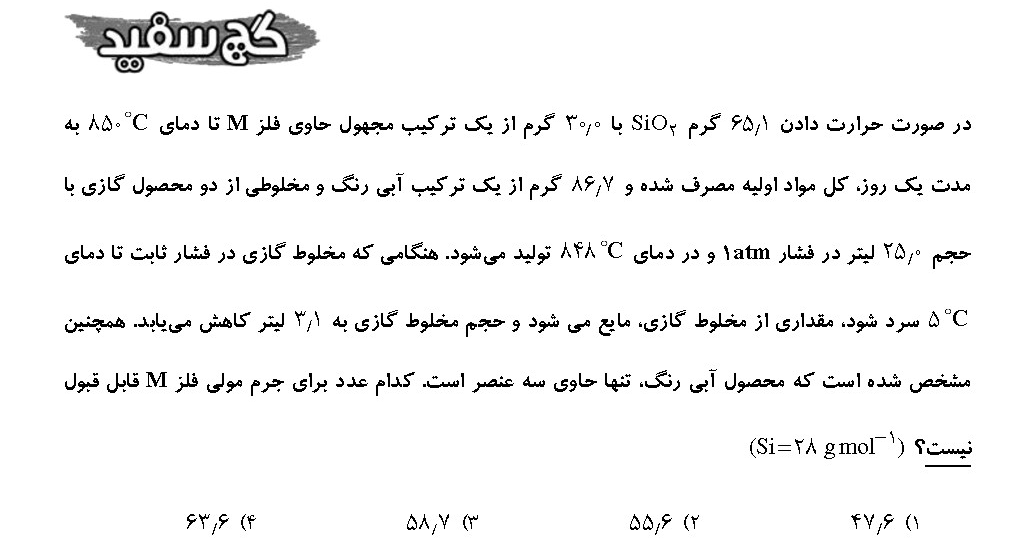 گچ سفید
در صورت حرارت دادن ۶۵٫۱ گرم SiO₂ با ۳۰٫۰ گرم از یک ترکیب مجهول حاوی فلز M تا دمای ۸۵۰°C به
مدت یک روز، کل مواد اولیه مصرف شده و ۸۶٫۷ گرم از یک ترکیب آبی رنگ و مخلوطی از دو محصول گازی با
حجم ۲۵٫۰ لیتر در فشار ۱atm و در دمای ۸۴۸°C تولید می‌شود. هنگامی که مخلوط گازی در فشار ثابت تا دمای
۵°C سرد شود، مقداری از مخلوط گازی، مایع می شود و حجم مخلوط گازی به ۳٫۱ لیتر کاهش می‌یابد. همچنین
مشخص شده است که محصول آبی رنگ، تنها حاوی سه عنصر است. کدام عدد برای جرم مولی فلز M قابل قبول
نیست؟ (Si=۲۸ g mol⁻¹)
۱) ۴۷٫۶ ۲) ۵۵٫۶ ۳) ۵۸٫۷ ۴) ۶۳٫۶